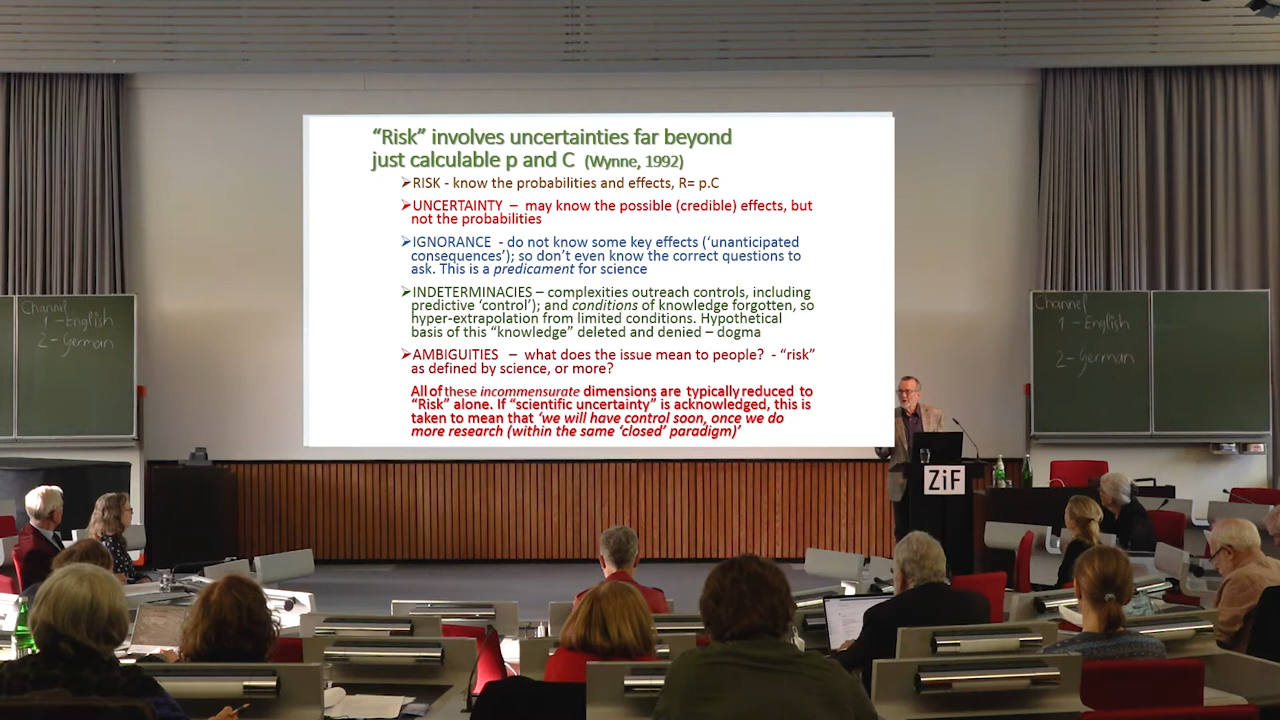 “Risk” involves uncertainties far beyond
just calculable p and C (Wynne, 1992)
➢RISK - know the probabilities and effects, R= p.C
➢UNCERTAINTY – may know the possible (credible) effects, but
not the probabilities
➢IGNORANCE - do not know some key effects (‘unanticipated
consequences’); so don’t even know the correct questions to
ask. This is a predicament for science
➢INDETERMINACIES – complexities outreach controls, including
predictive ‘control’); and conditions of knowledge forgotten, so
hyper-extrapolation from limited conditions. Hypothetical
basis of this “knowledge” deleted and denied – dogma
➢AMBIGUITIES – what does the issue mean to people? - “risk”
as defined by science, or more?
All of these incommensurate dimensions are typically reduced to
“Risk” alone. If “scientific uncertainty” is acknowledged, this is
taken to mean that ‘we will have control soon, once we do
more research (within the same ‘closed’ paradigm)’
Channel
1 - English
2 - German
Channel
1 - English
2 - German
ZiF